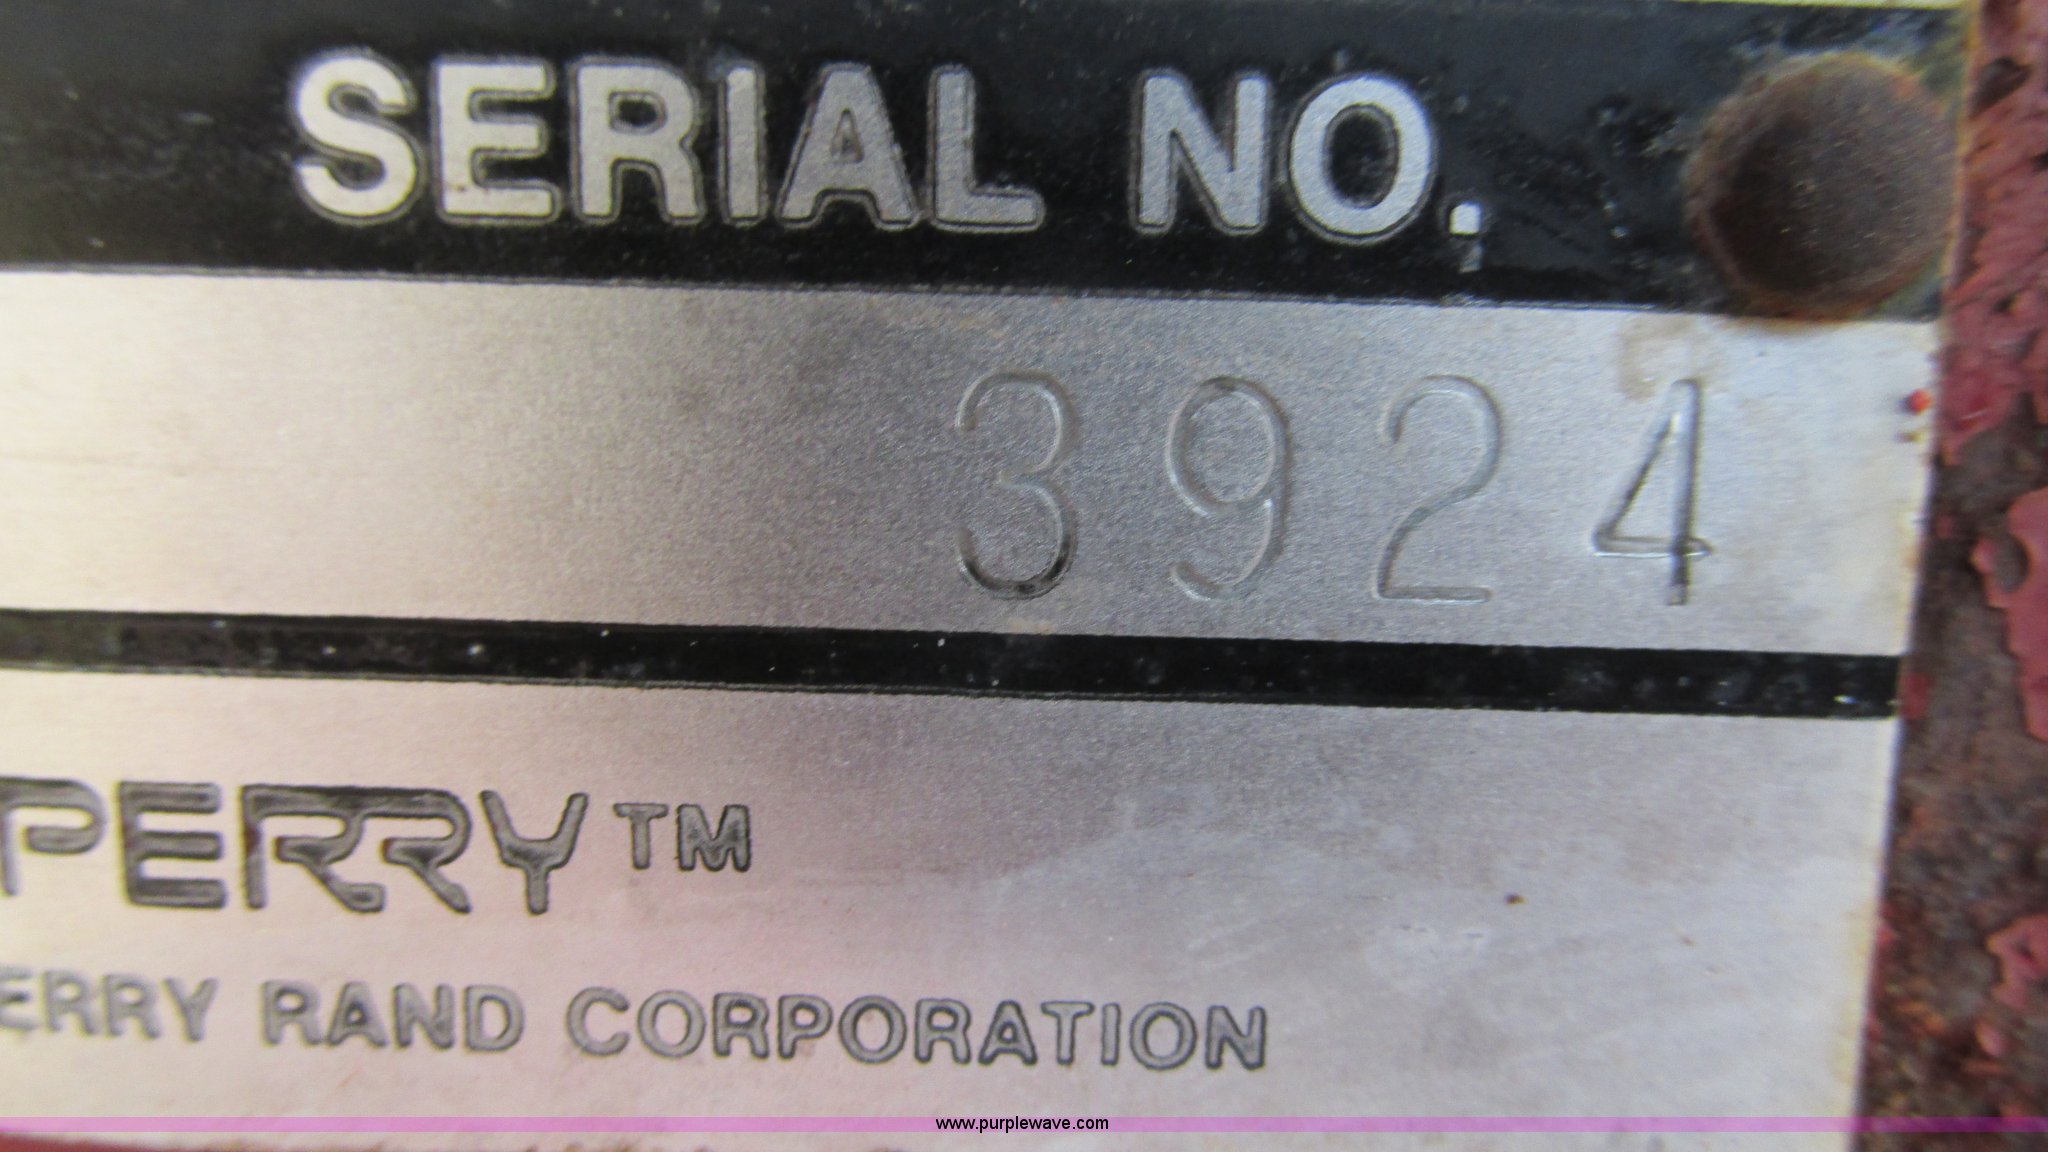 SERIAL NO.
3924
PERRY™
ERRY RAND CORPORATION
www.purplewave.com